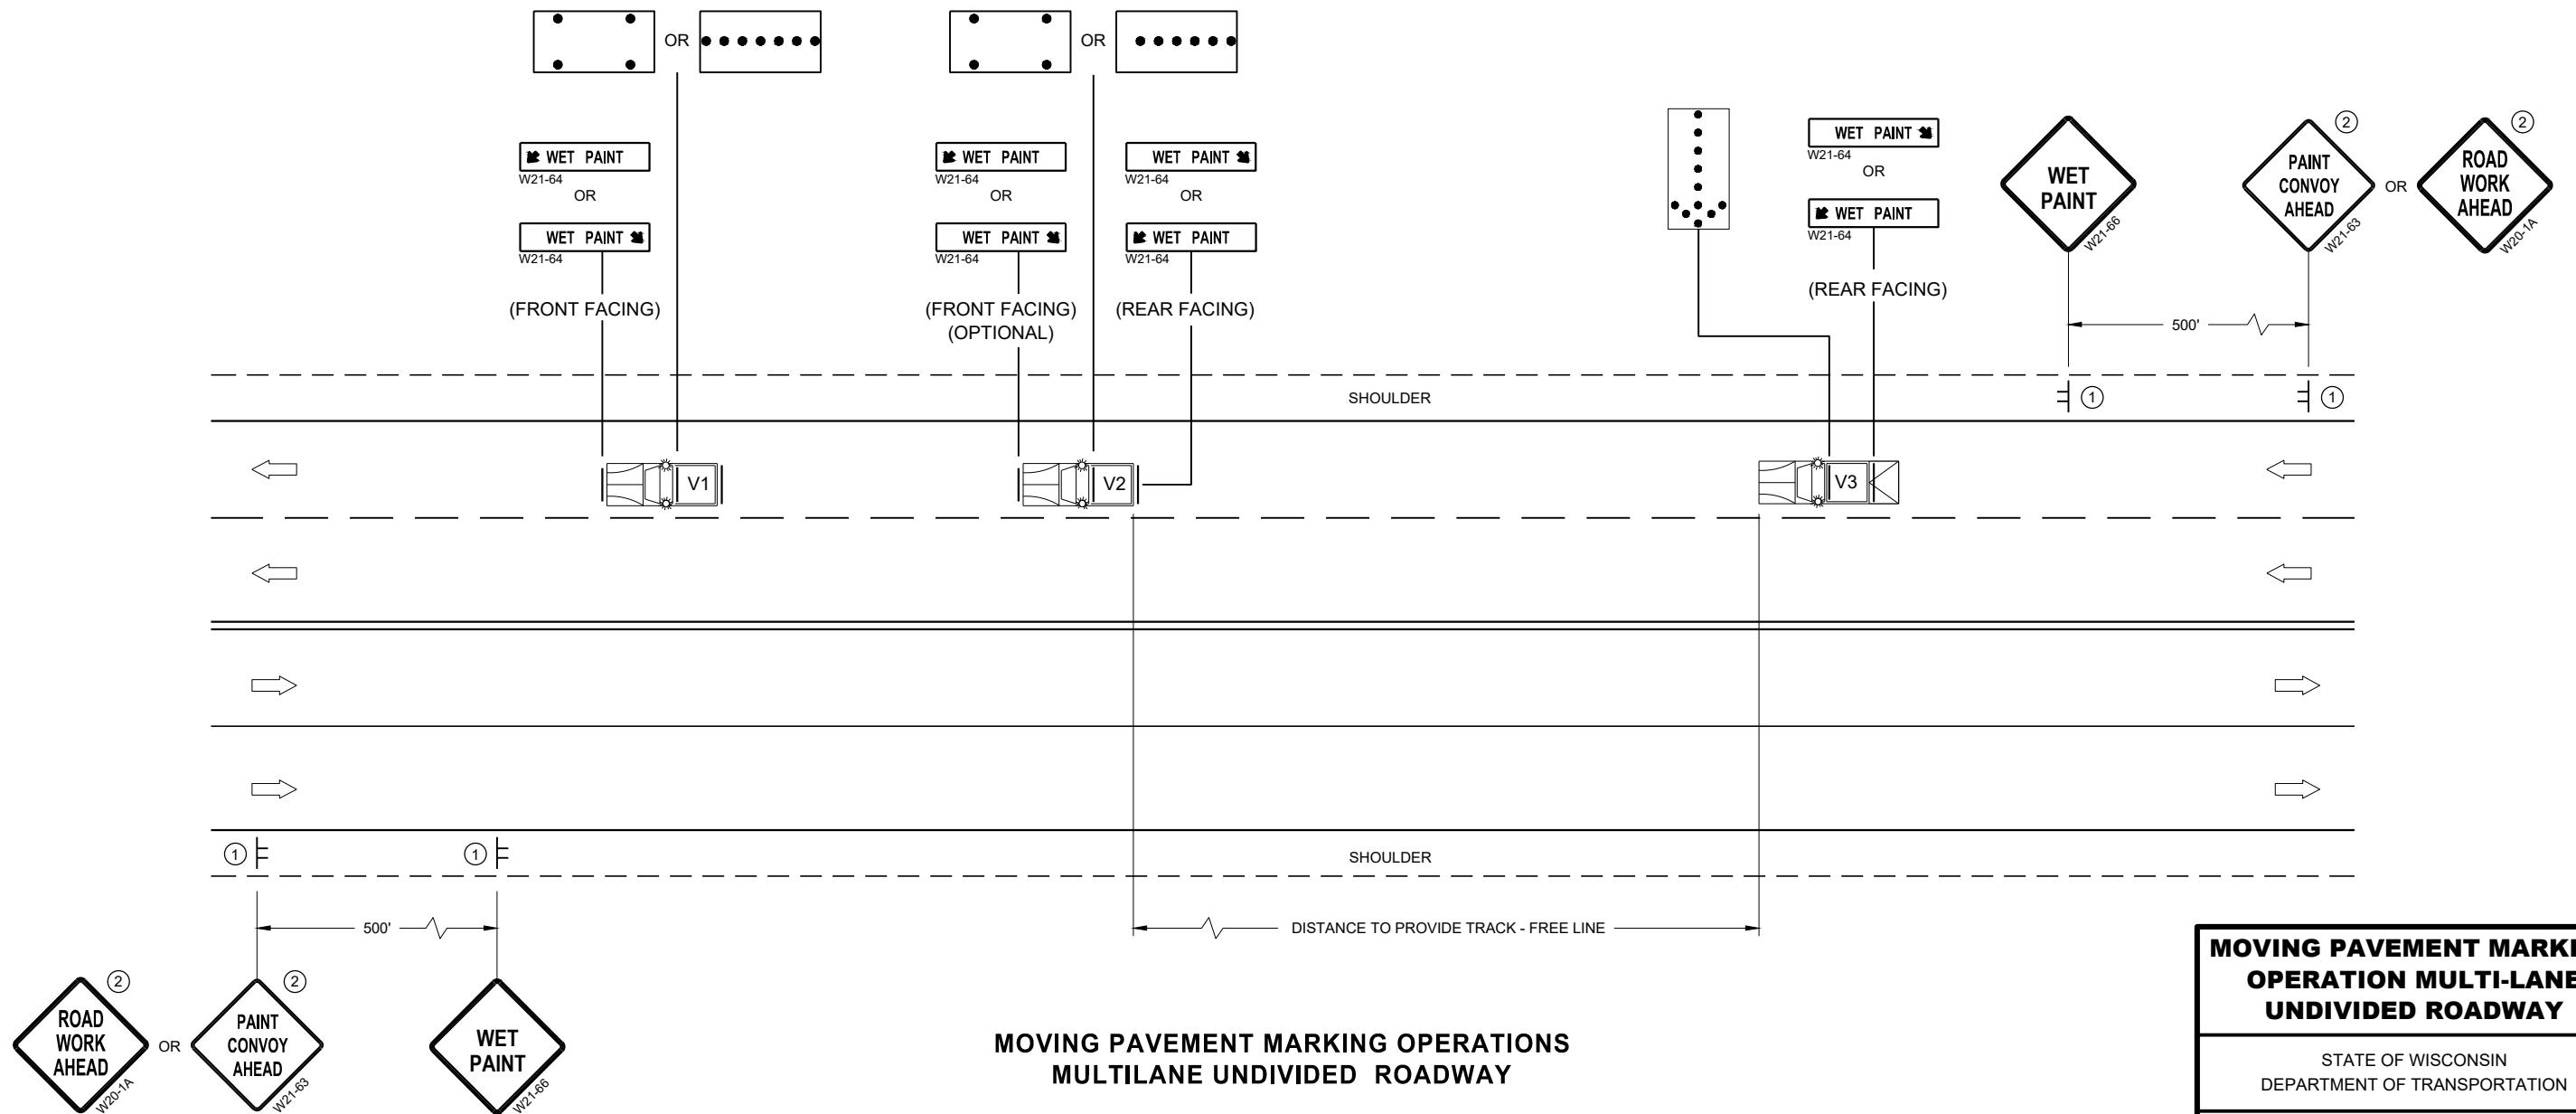 OR
OR
WET PAINT
W21-64
OR
WET PAINT
W21-64
(FRONT FACING)
WET PAINT
W21-64
OR
WET PAINT
W21-64
(FRONT FACING)
(OPTIONAL)
WET PAINT
W21-64
OR
WET PAINT
W21-64
(REAR FACING)
WET PAINT
W21-64
OR
WET PAINT
W21-64
(REAR FACING)
WET
PAINT
W21-66
2
PAINT
CONVOY
AHEAD
W21-63
OR
2
ROAD
WORK
AHEAD
W20-1A
500'
SHOULDER
1
1
V1
V2
V3
1
1
SHOULDER
500'
DISTANCE TO PROVIDE TRACK - FREE LINE
2
ROAD
WORK
AHEAD
W20-1A
OR
2
PAINT
CONVOY
AHEAD
W21-63
WET
PAINT
W21-66
MOVING PAVEMENT MARKING OPERATIONS
MULTILANE UNDIVIDED ROADWAY
MOVING PAVEMENT MARKI
OPERATION MULTI-LANE
UNDIVIDED ROADWAY
STATE OF WISCONSIN
DEPARTMENT OF TRANSPORTATION